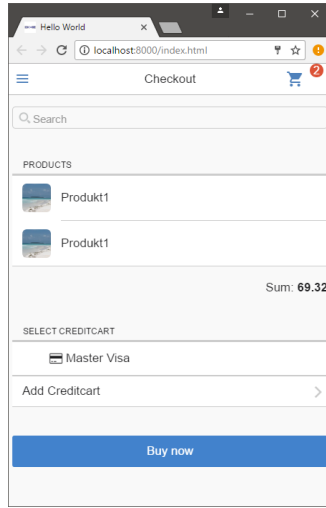 Hello World
localhost:8000/index.html
Checkout
2
Search
PRODUCTS
Produkt1
Produkt1
Sum: 69.32
SELECT CREDITCART
Master Visa
Add Creditcart
Buy now